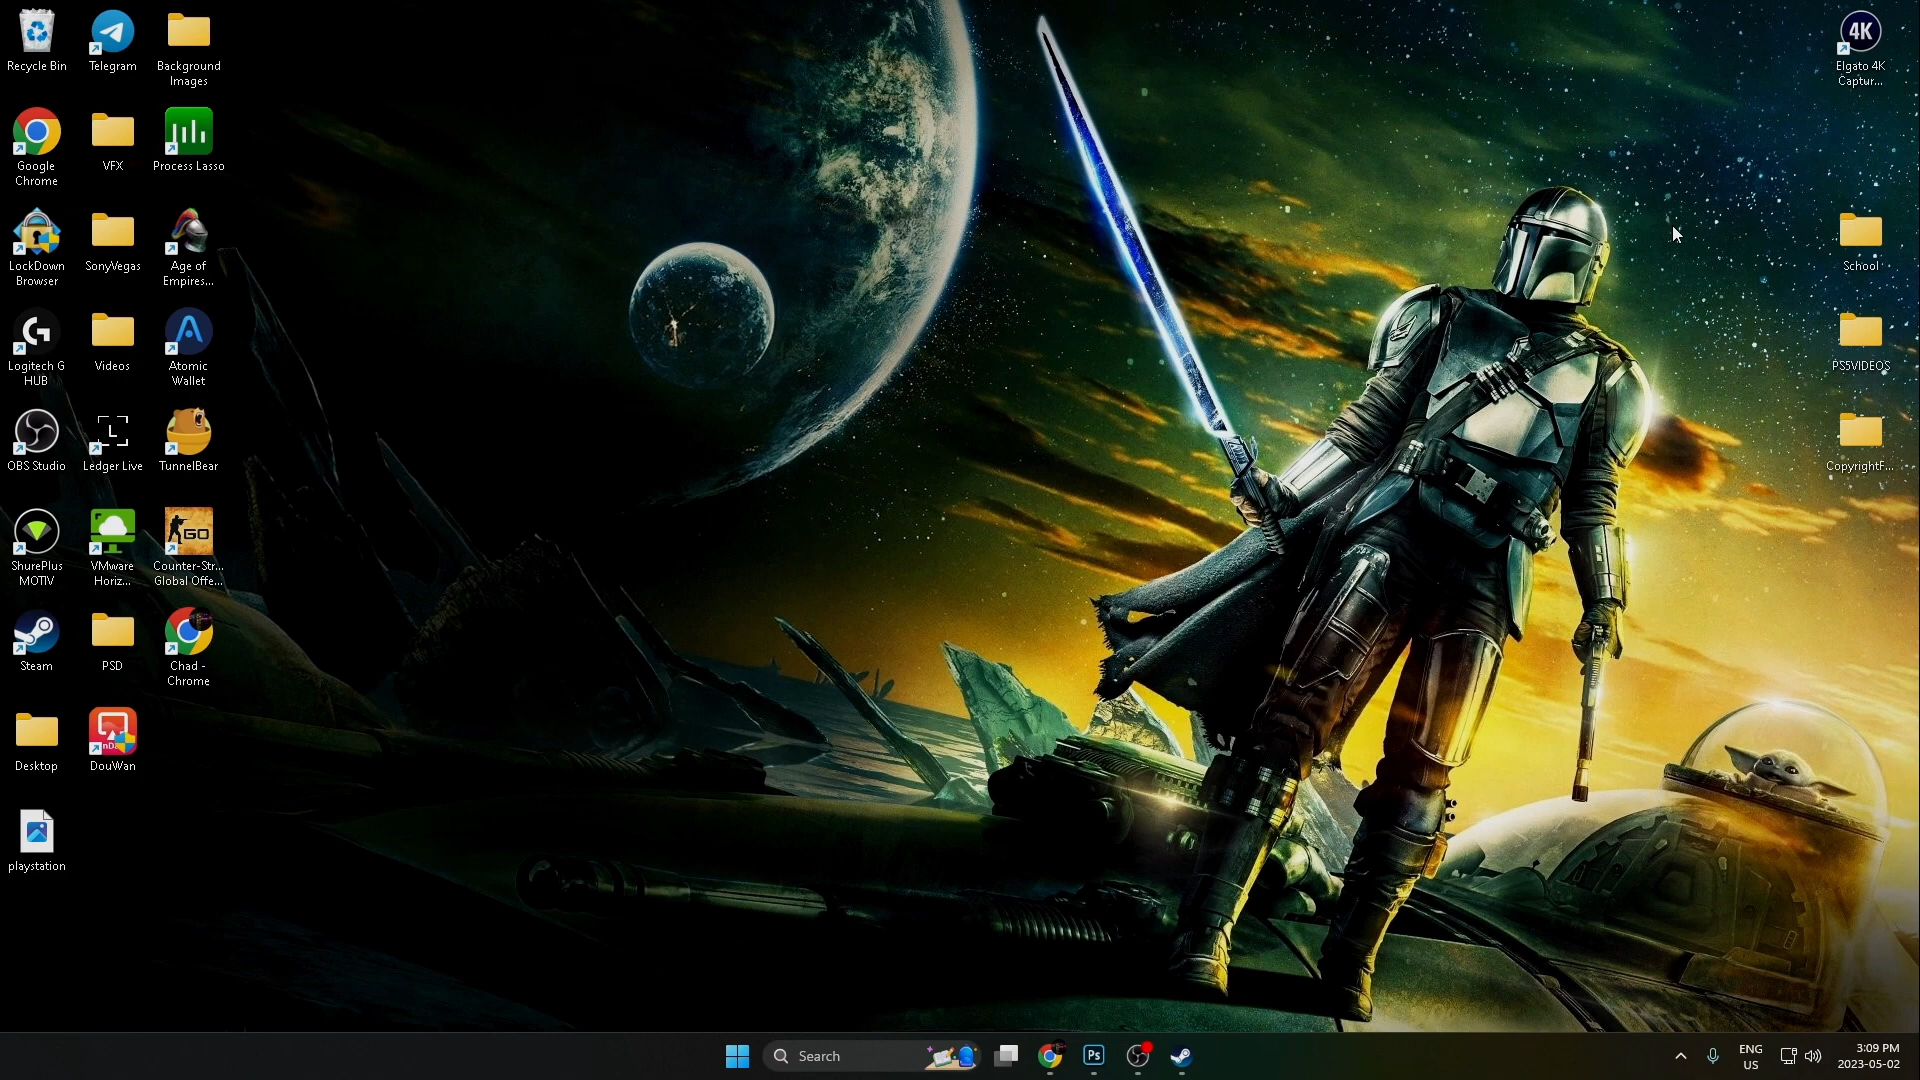 Recycle Bin
Telegram
Background
Images
Google
Chrome
VFX
Process Lasso
LockDown
Browser
SonyVegas
Age of
Empires...
Logitech G
HUB
Videos
Atomic
Wallet
OBS Studio
Ledger Live
TunnelBear
ShurePlus
MOTIV
VMware
Horiz...
GO
Counter-Str...
Global Offe...
Steam
PSD
Chad -
Chrome
Desktop
DouWan
playstation
4K
Elgato 4K
Captur...
School
PS5VIDEOS
CopyrightF...
Search
Ps
ENG
US
3:09 PM
2023-05-02